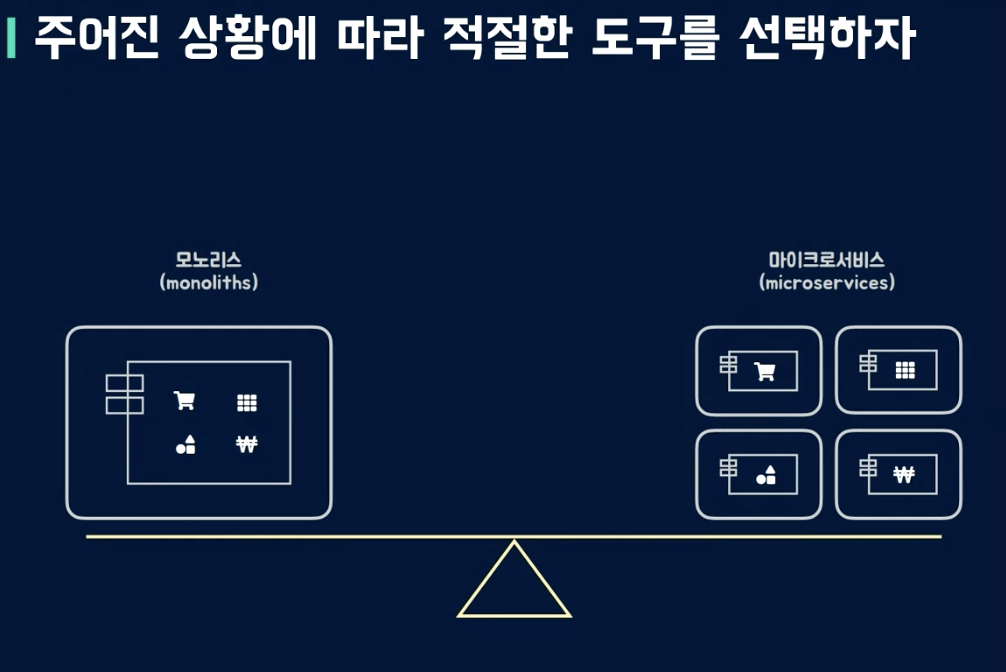 주어진 상황에 따라 적절한 도구를 선택하자
모노리스
(monoliths)
마이크로서비스
(microservices)
₩
₩